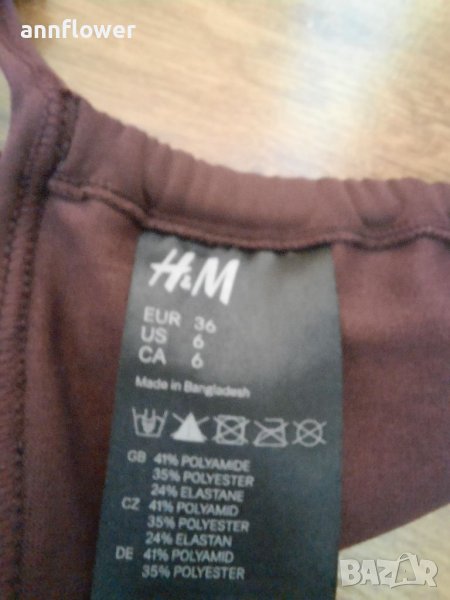 annflower
H&M
EUR 36
US 6
CA 6
Made in Bangladesh
GB 41% POLYAMIDE
35% POLYESTER
24% ELASTANE
CZ 41% POLYAMID
35% POLYESTER
24% ELASTAN
DE 41% POLYAMID
35% POLYESTER
BAZAR